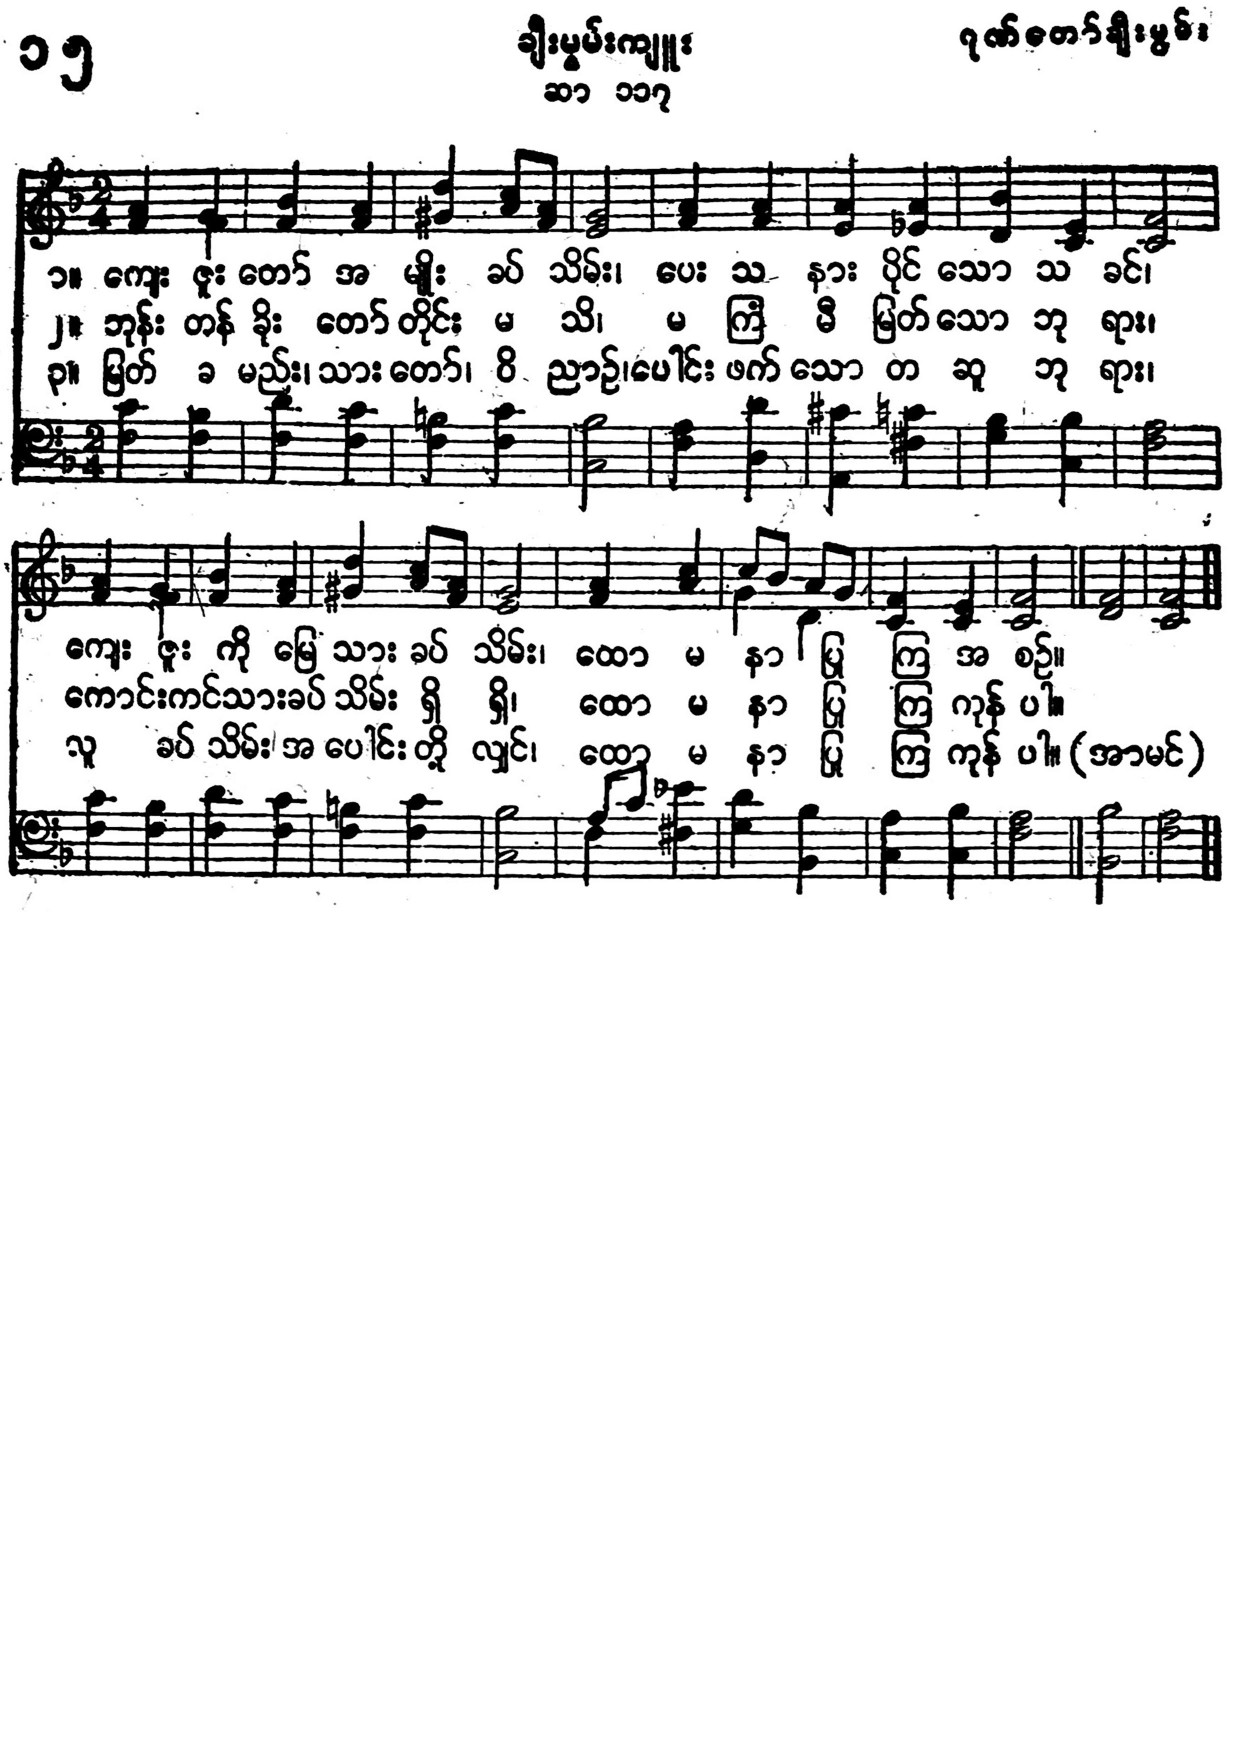 ၁၅
ချီးမွမ်းကျူး
ဂုဏ်တော်ချီးမွမ်း
ဆာ ၁၁၇
၁။ ကျေး ဇူး တော် အ မျိုး ခပ် သိမ်း၊ ပေး သ နား ပိုင် သော သ ခင်၊
၂။ ဘုန်း တန် ခိုး တော် တိုင်း မ သိ၊ မ ကြံ မီ မြတ် သော ဘု ရား၊
၃။ မြတ် ခ မည်း၊ သား တော်၊ ဝိ ညာဉ်၊ ပေါင်း ဖက် သော တ ဆူ ဘု ရား၊
ကျေး ဇူး ကို မြေ သား ခပ် သိမ်း၊ ထော မ နာ ပြု ကြ အ စဉ်။
ကောင်းကင်သားခပ် သိမ်း ရှိ ရှိ၊ ထော မ နာ ပြု ကြ ကုန် ပါ။
လူ ခပ် သိမ်း အ ပေါင်း တို့ လျှင်၊ ထော မ နာ ပြု ကြ ကုန် ပါ။ (အာမင်)